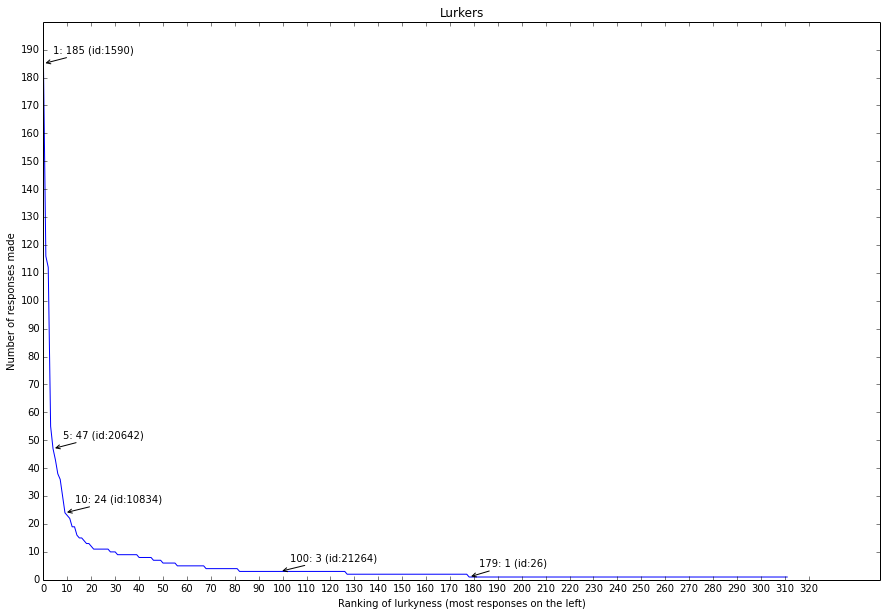 Lurkers
190
180
170
160
150
140
130
120
110
100
90
80
70
60
50
40
30
20
10
0
Number of responses made
1: 185 (id:1590)
5: 47 (id:20642)
10: 24 (id:10834)
100: 3 (id:21264)
179: 1 (id:26)
0 10 20 30 40 50 60 70 80 90 100 110 120 130 140 150 160 170 180 190 200 210 220 230 240 250 260 270 280 290 300 310 320
Ranking of lurkyness (most responses on the left)